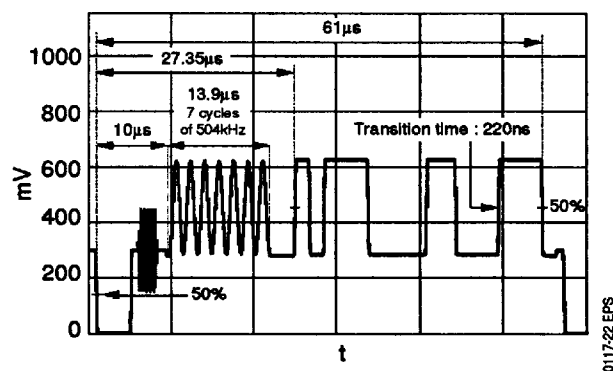 61µs
27.35µs
13.9µs
7 cycles
of 504kHz
10µs
Transition time : 220ns
1000
800
600
400
200
0
mV
50%
50%
t
0117-22 EPS